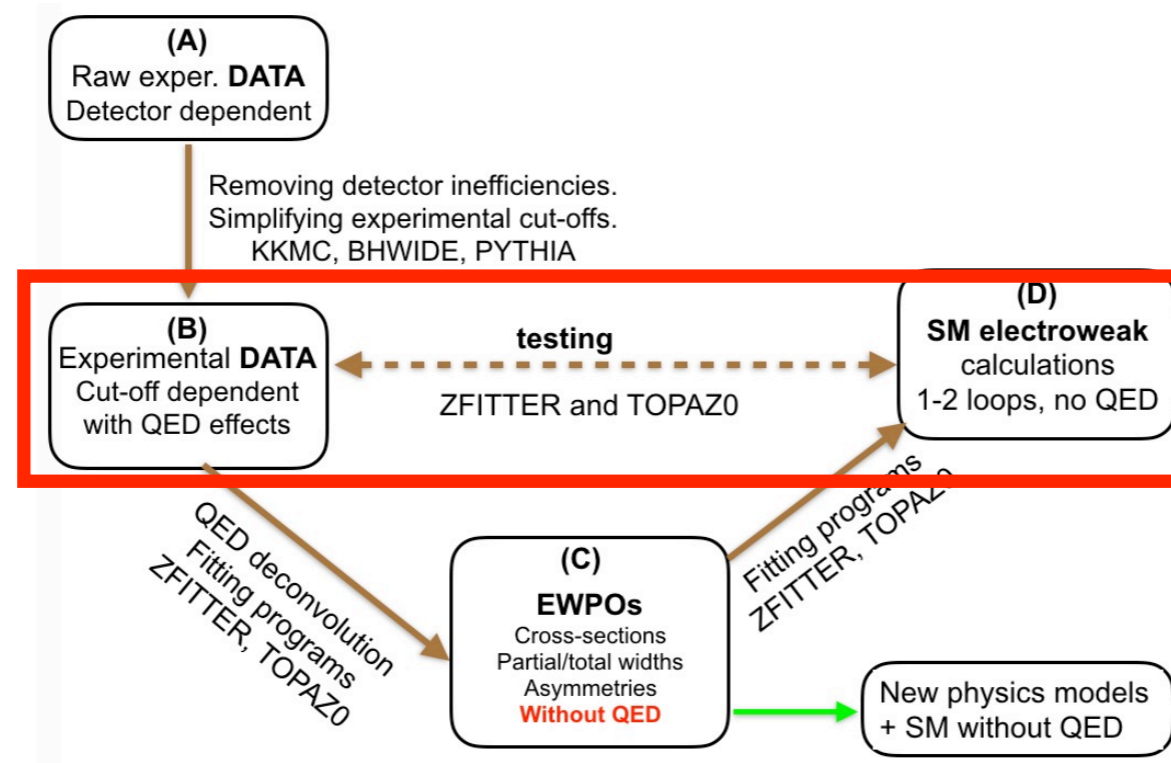 (A)
Raw exper. DATA
Detector dependent
Removing detector inefficiencies.
Simplifying experimental cut-offs.
KKMC, BHWIDE, PYTHIA
(B)
Experimental DATA
Cut-off dependent
with QED effects
testing
ZFITTER and TOPAZ0
(D)
SM electroweak
calculations
1-2 loops, no QED
QED deconvolution
Fitting programs
ZFITTER, TOPAZ0
(C)
EWPOs
Cross-sections
Partial/total widths
Asymmetries
Without QED
Fitting programs
ZFITTER, TOPAZ0
New physics models
+ SM without QED